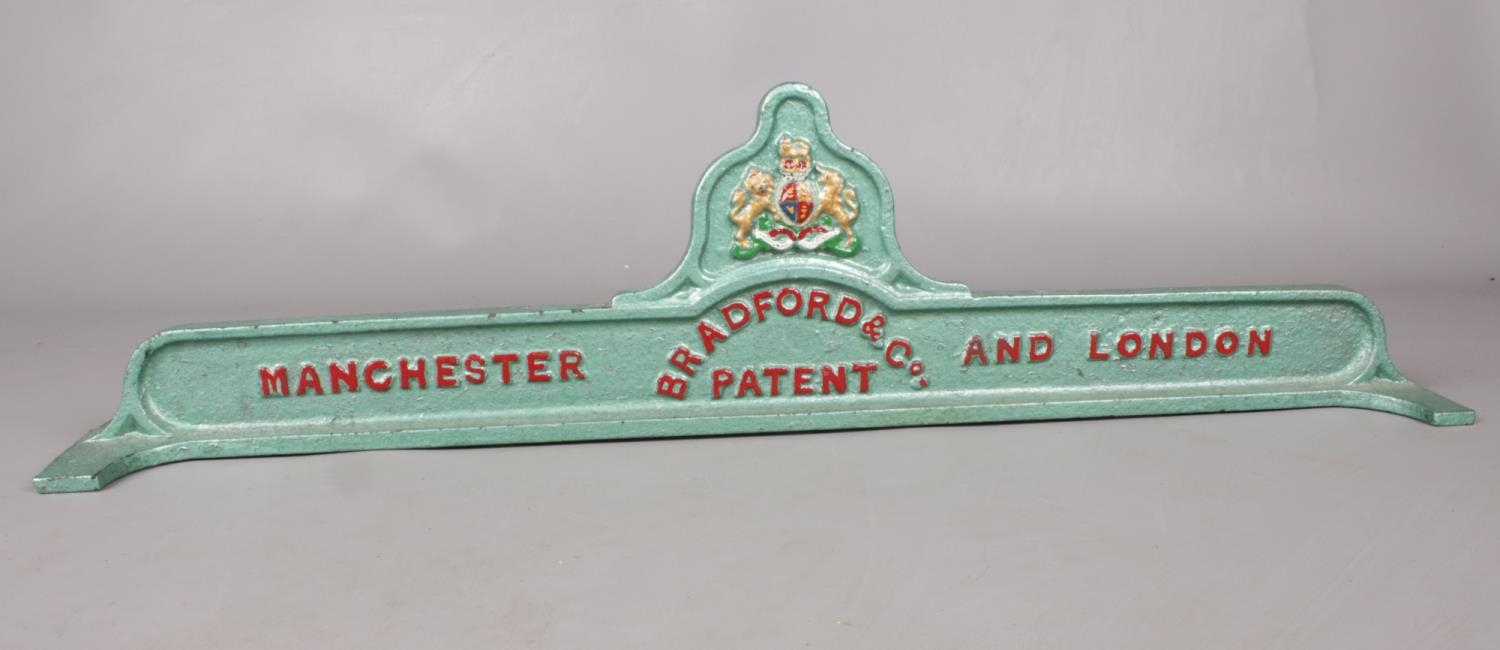 BRADFORD & Co.
MANCHESTER PATENT AND LONDON